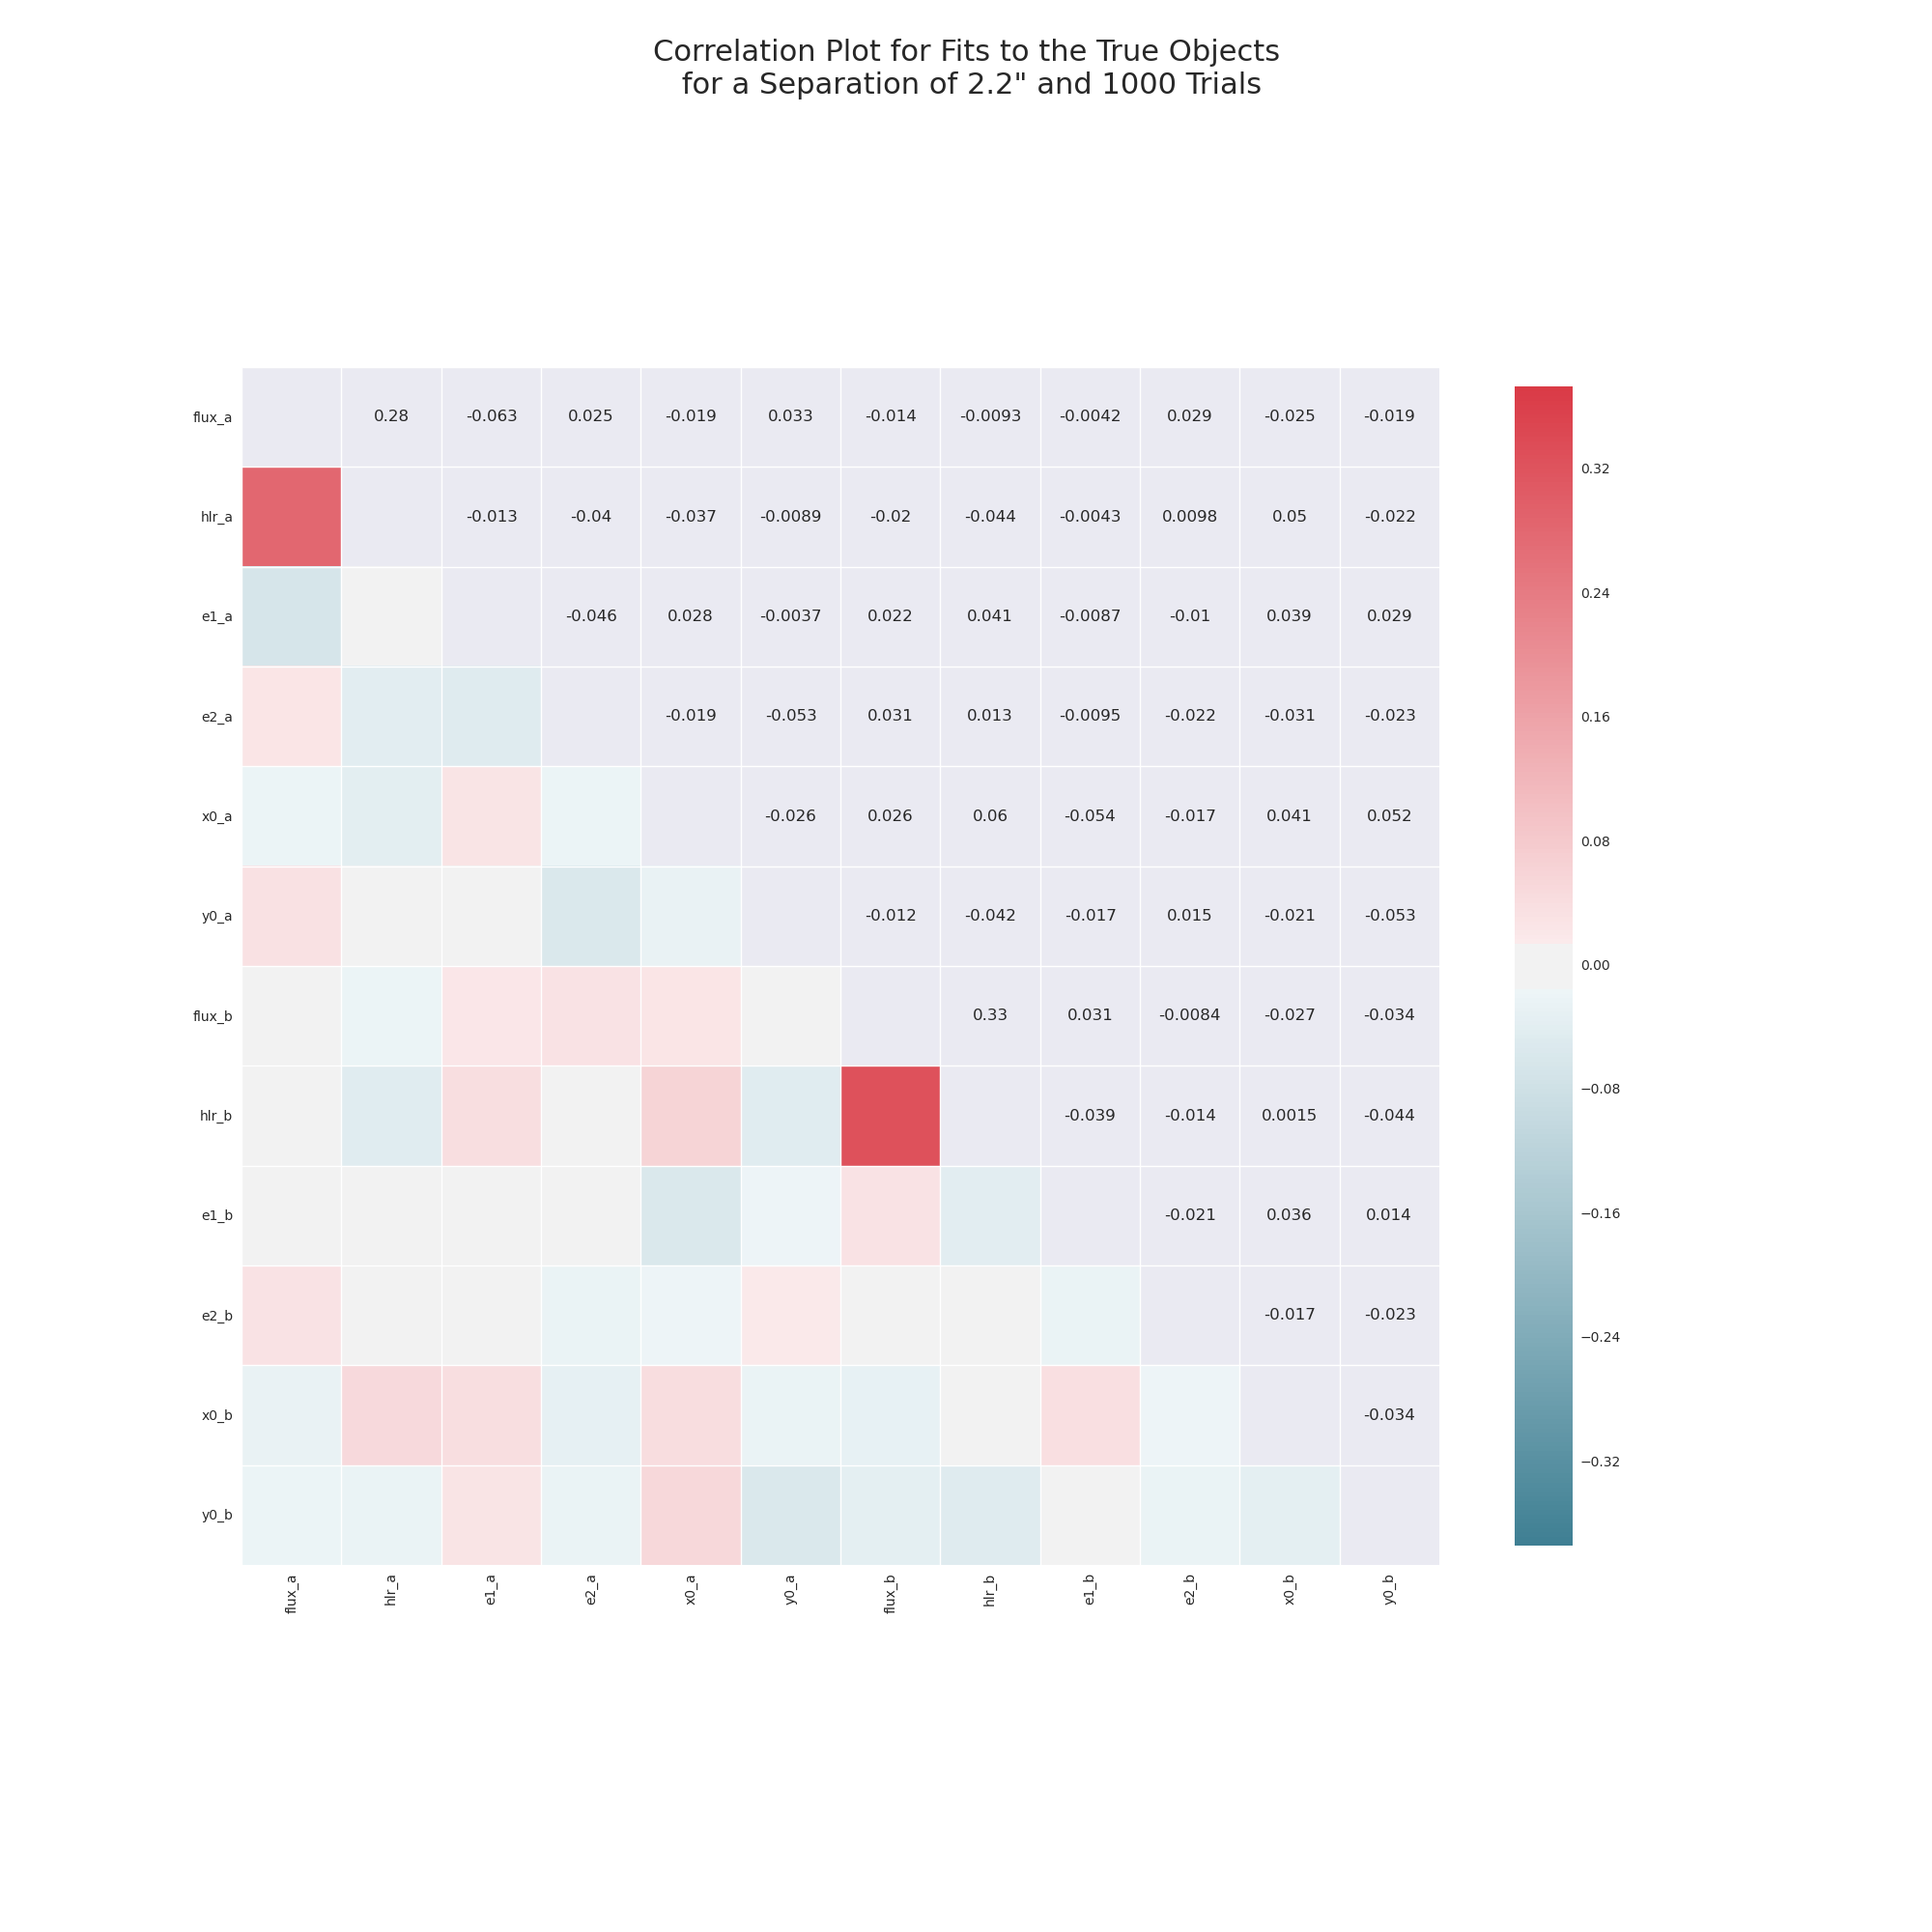 Correlation Plot for Fits to the True Objects
for a Separation of 2.2" and 1000 Trials
flux_a 0.28 -0.063 0.025 -0.019 0.033 -0.014 -0.0093 -0.0042 0.029 -0.025 -0.019
hlr_a -0.013 -0.04 -0.037 -0.0089 -0.02 -0.044 -0.0043 0.0098 0.05 -0.022
e1_a -0.046 0.028 -0.0037 0.022 0.041 -0.0087 -0.01 0.039 0.029
e2_a -0.019 -0.053 0.031 0.013 -0.0095 -0.022 -0.031 -0.023
x0_a -0.026 0.026 0.06 -0.054 -0.017 0.041 0.052
y0_a -0.012 -0.042 -0.017 0.015 -0.021 -0.053
flux_b 0.33 0.031 -0.0084 -0.027 -0.034
hlr_b -0.039 -0.014 0.0015 -0.044
e1_b -0.021 0.036 0.014
e2_b -0.017 -0.023
x0_b -0.034
y0_b
flux_a hlr_a e1_a e2_a x0_a y0_a flux_b hlr_b e1_b e2_b x0_b y0_b
0.32
0.24
0.16
0.08
0.00
−0.08
−0.16
−0.24
−0.32